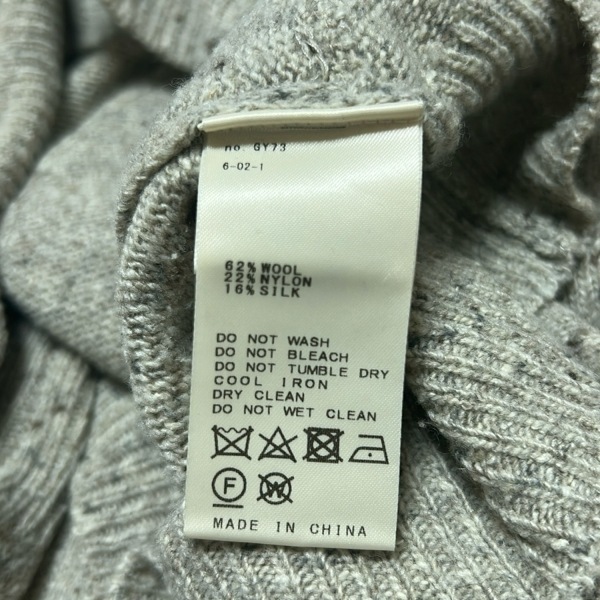 no. GY73
6-02-1
62% WOOL
22% NYLON
16% SILK
DO NOT WASH
DO NOT BLEACH
DO NOT TUMBLE DRY
COOL IRON
DRY CLEAN
DO NOT WET CLEAN
F W
MADE IN CHINA